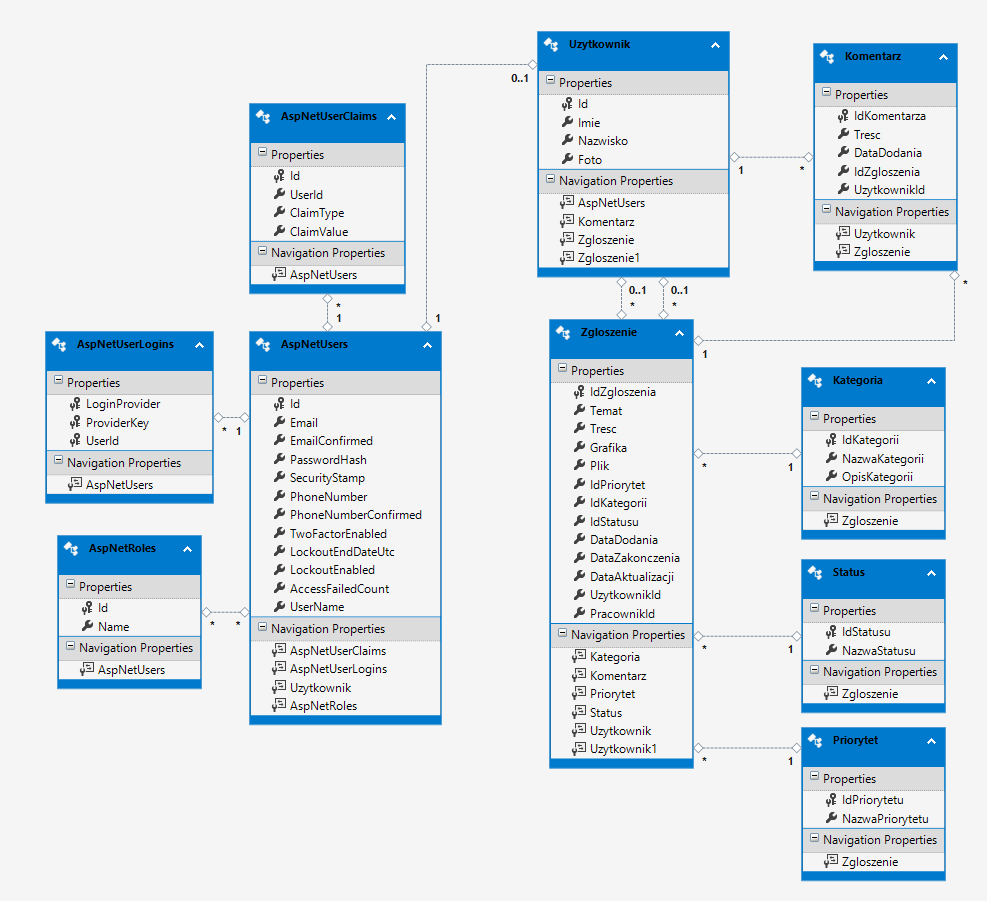 Uzytkownik
Properties
Id
Imie
Nazwisko
Foto
Navigation Properties
AspNetUsers
Komentarz
Zgloszenie
Zgloszenie1
0..1
1
*
Komentarz
Properties
IdKomentarza
Tresc
DataDodania
IdZgloszenia
UzytkownikId
Navigation Properties
Uzytkownik
Zgloszenie
*
1
AspNetUserClaims
Properties
Id
UserId
ClaimType
ClaimValue
Navigation Properties
AspNetUsers
*
1
1
0..1
*
0..1
*
AspNetUserLogins
Properties
LoginProvider
ProviderKey
UserId
Navigation Properties
AspNetUsers
* 1
AspNetUsers
Properties
Id
Email
EmailConfirmed
PasswordHash
SecurityStamp
PhoneNumber
PhoneNumberConfirmed
TwoFactorEnabled
LockoutEndDateUtc
LockoutEnabled
AccessFailedCount
UserName
Navigation Properties
AspNetUserClaims
AspNetUserLogins
Uzytkownik
AspNetRoles
AspNetRoles
Properties
Id
Name
Navigation Properties
AspNetUsers
* *
Zgloszenie
Properties
IdZgloszenia
Temat
Tresc
Grafika
Plik
IdPriorytet
IdKategorii
IdStatusu
DataDodania
DataZakonczenia
DataAktualizacji
UzytkownikId
PracownikId
Navigation Properties
Kategoria
Komentarz
Priorytet
Status
Uzytkownik
Uzytkownik1
Kategoria
Properties
IdKategorii
NazwaKategorii
OpisKategorii
Navigation Properties
Zgloszenie
* 1
Status
Properties
IdStatusu
NazwaStatusu
Navigation Properties
Zgloszenie
* 1
Priorytet
Properties
IdPriorytetu
NazwaPriorytetu
Navigation Properties
Zgloszenie
* 1